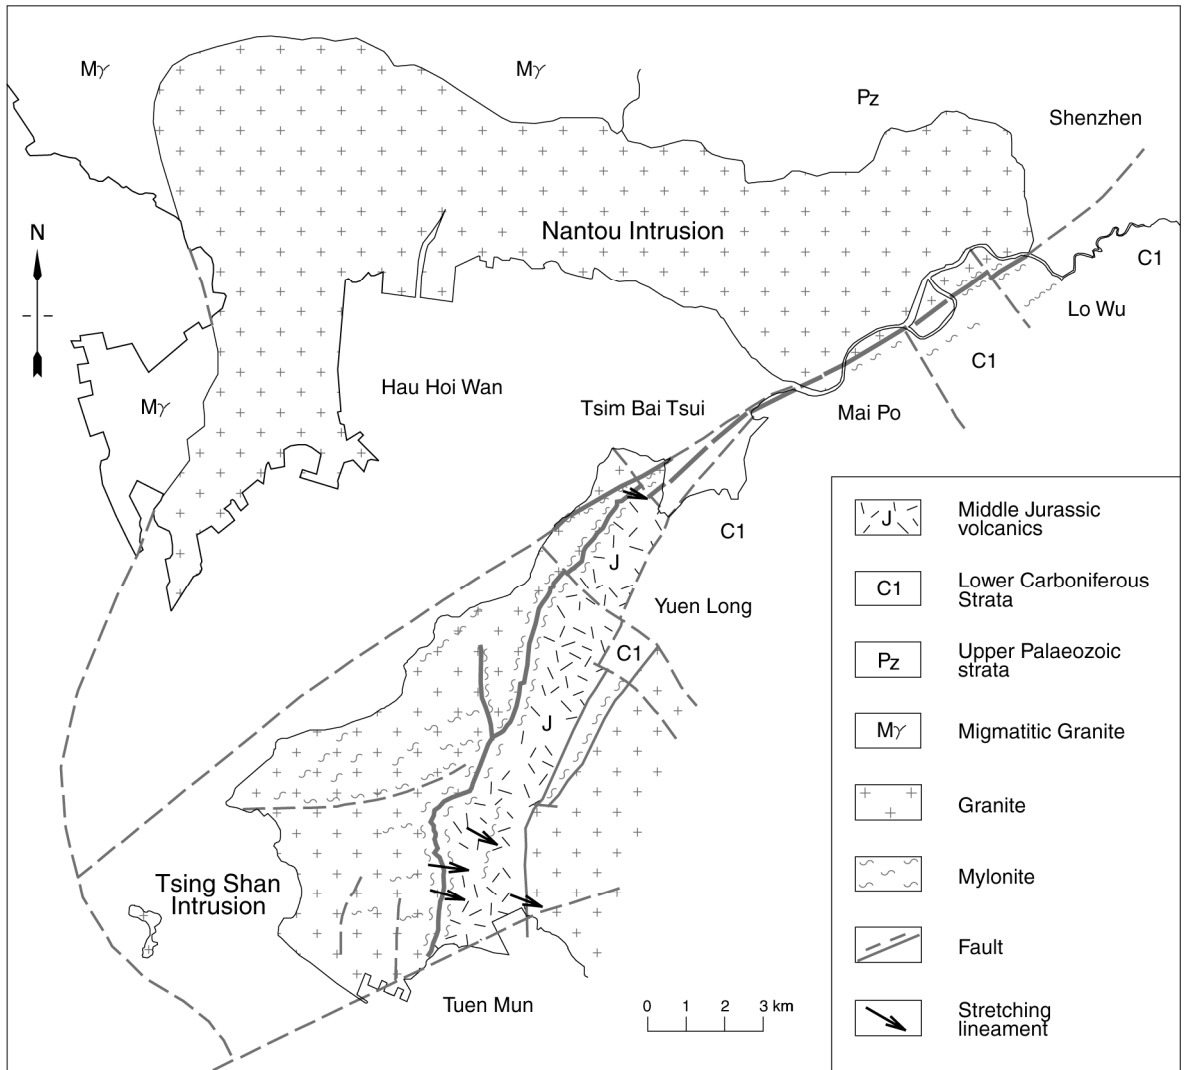 Mγ
Mγ
Pz
Shenzhen
N
Nantou Intrusion
C1
Lo Wu
C1
Hau Hoi Wan
Mγ
Tsim Bai Tsui
Mai Po
C1
J
Yuen Long
C1
J
Tsing Shan
Intrusion
Tuen Mun
0 1 2 3 km
J
Middle Jurassic
volcanics
C1
Lower Carboniferous
Strata
Pz
Upper Palaeozoic
strata
Mγ
Migmatitic Granite
Granite
Mylonite
Fault
Stretching
lineament